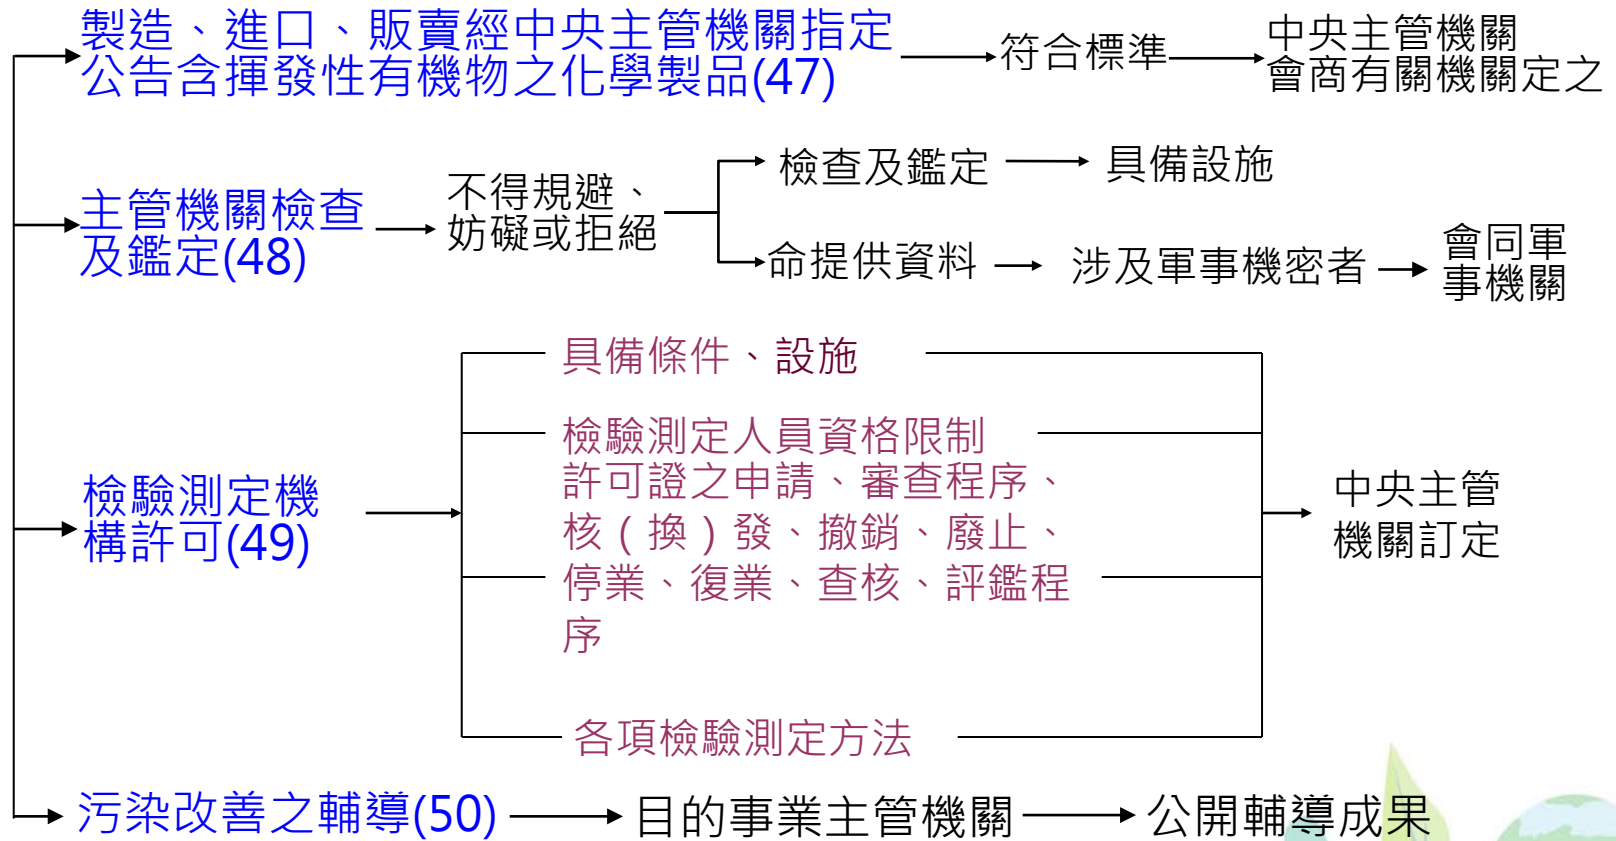 製造、進口、販賣經中央主管機關指定
公告含揮發性有機物之化學製品(47)
符合標準
中央主管機關
會商有關機關定之
主管機關檢查
及鑑定(48)
不得規避、
妨礙或拒絕
檢查及鑑定
具備設施
命提供資料
涉及軍事機密者
會同軍
事機關
檢驗測定機
構許可(49)
具備條件、設施
檢驗測定人員資格限制
許可證之申請、審查程序、
核（換）發、撤銷、廢止、
停業、復業、查核、評鑑程
序
各項檢驗測定方法
中央主管
機關訂定
污染改善之輔導(50)
目的事業主管機關
公開輔導成果